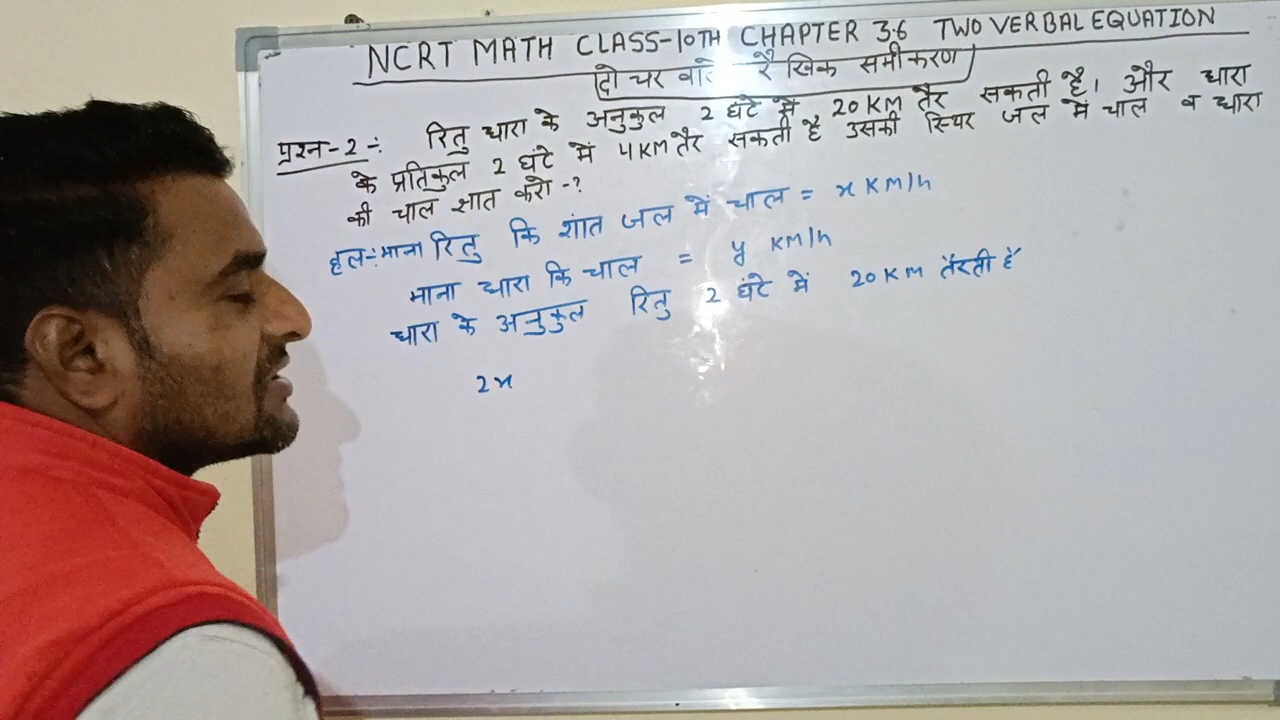 NCRT MATH CLASS-10TH CHAPTER 3.6 TWO VERBAL EQUATION
दो चर वाले रैखिक समीकरण
प्रश्न-2 -: रितु धारा के अनुकुल 2 घंटे में 20 KM तैर सकती है। और धारा
के प्रतिकुल 2 घंटे में 4 KM तैर सकती है उसकी स्थिर जल में चाल व धारा
की चाल ज्ञात करो -?
हल-: माना रितु कि शांत जल में चाल = x KM/h
माना धारा कि चाल = y KM/h
धारा के अनुकुल रितु 2 घंटे में 20 KM तैरती है
2x